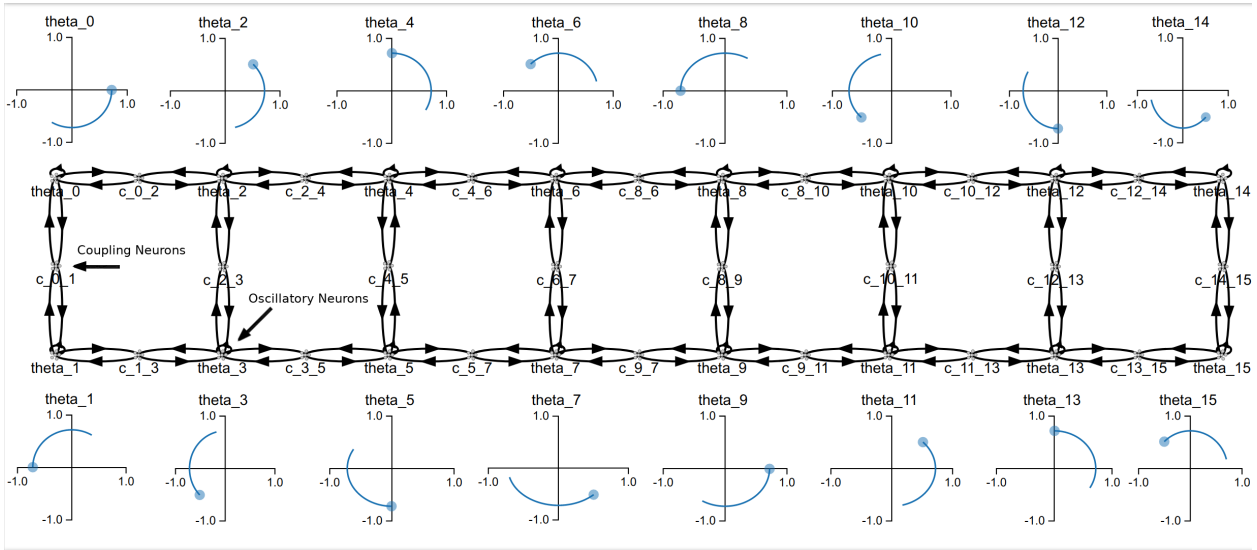 theta_0 theta_2 theta_4 theta_6 theta_8 theta_10 theta_12 theta_14
1.0 1.0 1.0 1.0 1.0 1.0 1.0 1.0
-1.0 1.0 -1.0 1.0 -1.0 1.0 -1.0 1.0 -1.0 1.0 -1.0 1.0 -1.0 1.0 -1.0 1.0
-1.0 -1.0 -1.0 -1.0 -1.0 -1.0 -1.0 -1.0
theta_0 c_0_2 theta_2 c_2_4 theta_4 c_4_6 theta_6 c_8_6 theta_8 c_8_10 theta_10 c_10_12 theta_12 c_12_14 theta_14
Coupling Neurons
c_0_1 c_2_3 c_4_5 c_6_7 c_8_9 c_10_11 c_12_13 c_14_15
Oscillatory Neurons
theta_1 c_1_3 theta_3 c_3_5 theta_5 c_5_7 theta_7 c_9_7 theta_9 c_9_11 theta_11 c_11_13 theta_13 c_13_15 theta_15
theta_1 theta_3 theta_5 theta_7 theta_9 theta_11 theta_13 theta_15
1.0 1.0 1.0 1.0 1.0 1.0 1.0 1.0
-1.0 1.0 -1.0 1.0 -1.0 1.0 -1.0 1.0 -1.0 1.0 -1.0 1.0 -1.0 1.0 -1.0 1.0
-1.0 -1.0 -1.0 -1.0 -1.0 -1.0 -1.0 -1.0